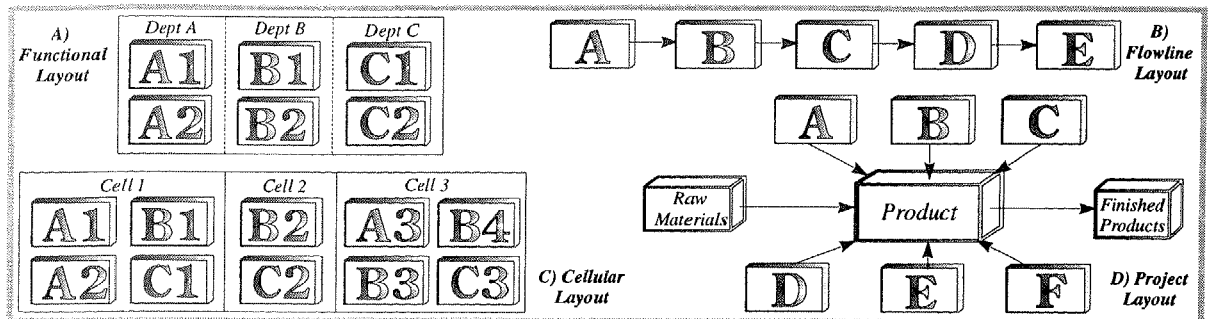 A)
Functional
Layout
Dept A Dept B Dept C
A1 B1 C1
A2 B2 C2
A B C D E
B)
Flowline
Layout
Cell 1 Cell 2 Cell 3
A1 B1 B2 A3 B4
A2 C1 C2 B3 C3
C) Cellular
Layout
A B C
Raw
Materials
Product
Finished
Products
D E F
D) Project
Layout